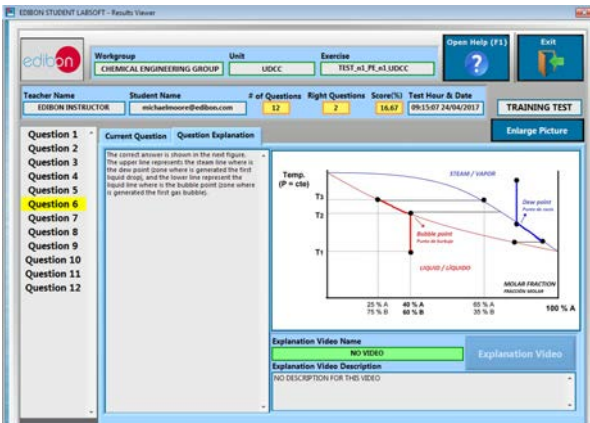 EDIBON STUDENT LABSOFT - Results Viewer
edibon
Workgroup
CHEMICAL ENGINEERING GROUP
Unit
UDCC
Exercise
TEST_n1_PE_n1_UDCC
Open Help (F1)
?
Exit
Teacher Name
EDIBON INSTRUCTOR
Student Name
michaelmoore@edibon.com
# of Questions
12
Right Questions
2
Score(%)
16,67
Test Hour & Date
09:15:07 24/04/2017
TRAINING TEST
Enlarge Picture
Question 1
Question 2
Question 3
Question 4
Question 5
Question 6
Question 7
Question 8
Question 9
Question 10
Question 11
Question 12
Current Question
Question Explanation
The correct answer is shown in the next figure.
The upper line represents the steam line where is
the dew point (zone where is generated the first
liquid drop), and the lower line represent the
liquid line where is the bubble point (zone where
is generated the first gas bubble).
Temp.
(P = cte)
STEAM / VAPOR
T3
T2
T1
Dew point
Punto de rocío
Bubble point
Punto de burbuja
LIQUID / LÍQUIDO
MOLAR FRACTION
FRACCIÓN MOLAR
25 % A
75 % B
40 % A
60 % B
65 % A
35 % B
100 % A
Explanation Video Name
NO VIDEO
Explanation Video
Explanation Video Description
NO DESCRIPTION FOR THIS VIDEO